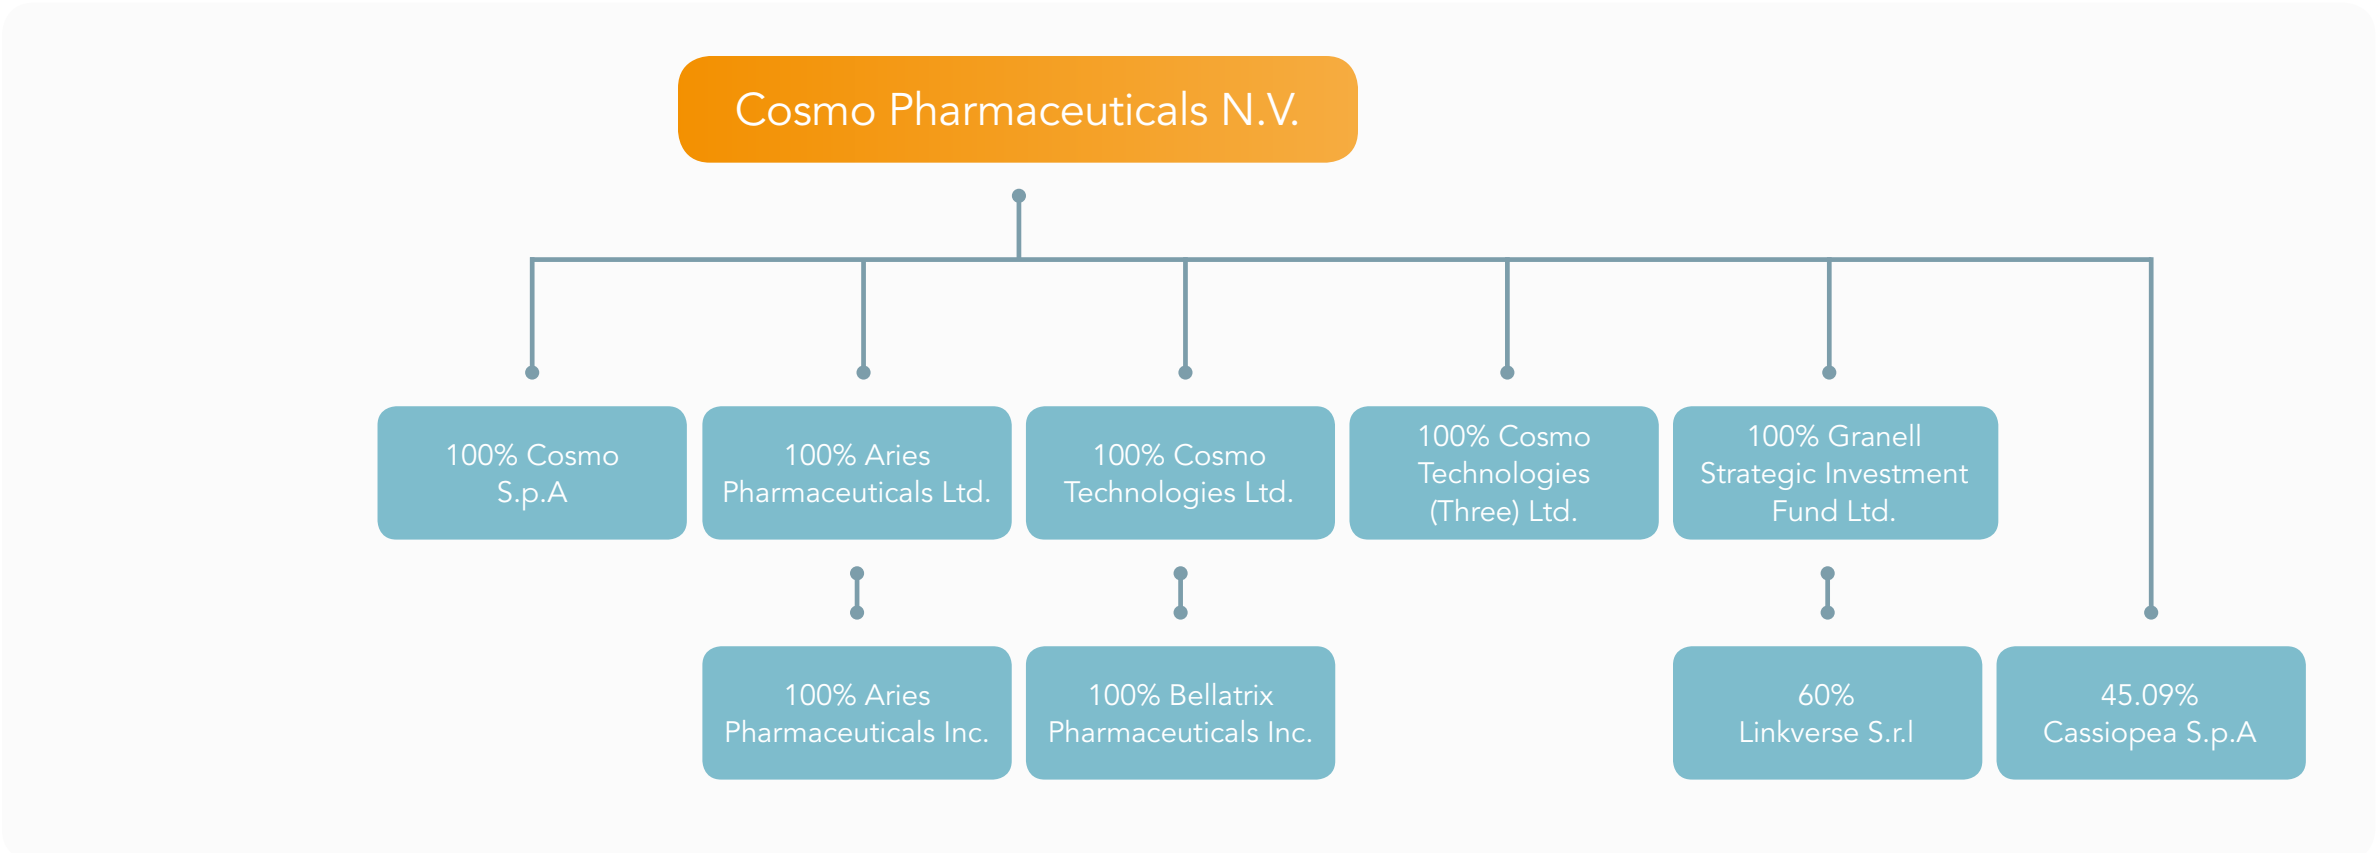 Cosmo Pharmaceuticals N.V.
100% Cosmo
S.p.A
100% Aries
Pharmaceuticals Ltd.
100% Cosmo
Technologies Ltd.
100% Cosmo
Technologies
(Three) Ltd.
100% Granell
Strategic Investment
Fund Ltd.
100% Aries
Pharmaceuticals Inc.
100% Bellatrix
Pharmaceuticals Inc.
60%
Linkverse S.r.l
45.09%
Cassiopea S.p.A